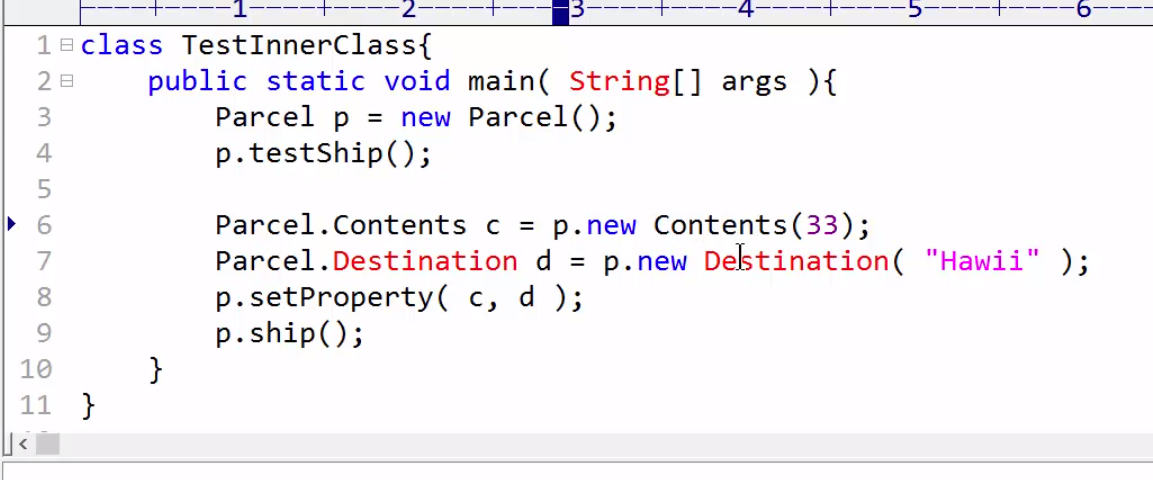 1 2 3 4 5 6
1 class TestInnerClass{
2 public static void main( String[] args ){
3 Parcel p = new Parcel();
4 p.testShip();
5
6 Parcel.Contents c = p.new Contents(33);
7 Parcel.Destination d = p.new Destination( "Hawii" );
8 p.setProperty( c, d );
9 p.ship();
10 }
11 }